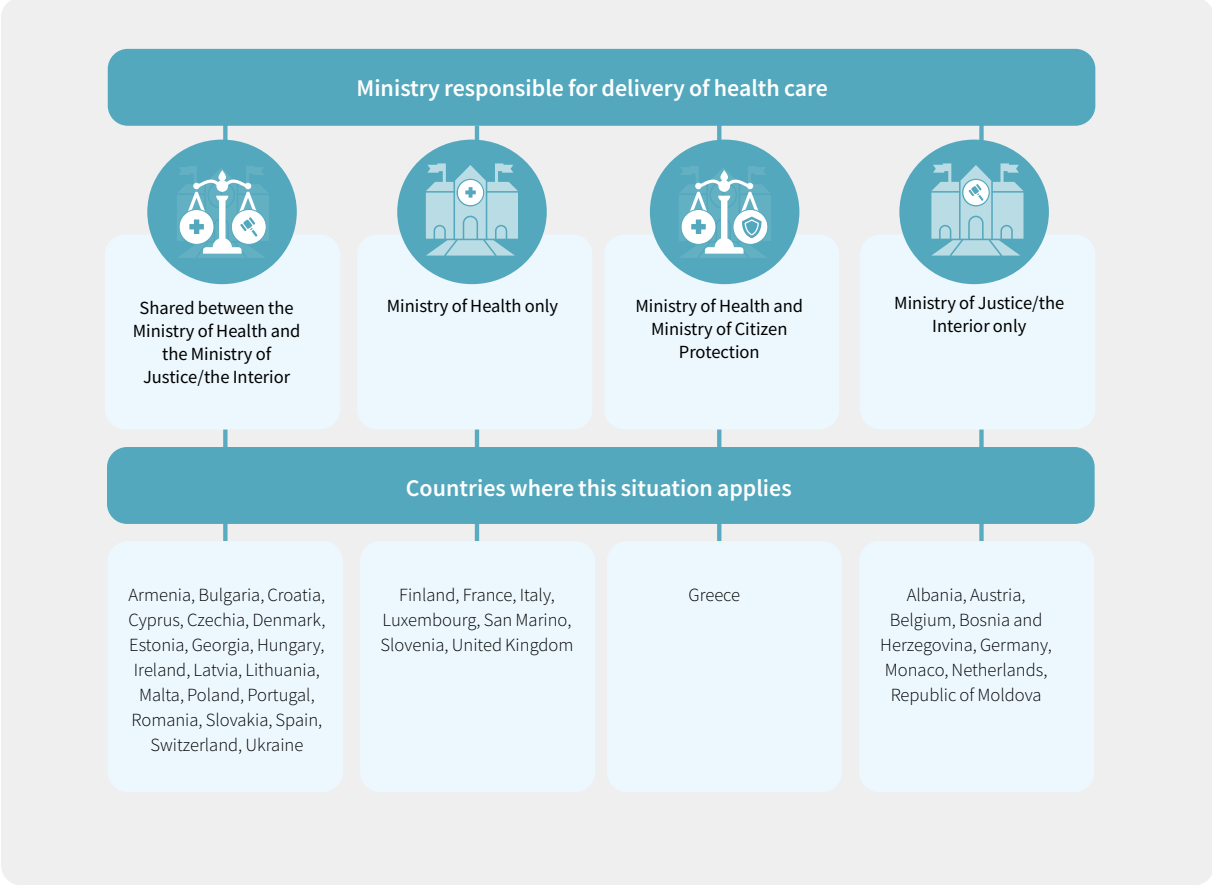 Ministry responsible for delivery of health care
Shared between the
Ministry of Health and
the Ministry of
Justice/the Interior
Ministry of Health only
Ministry of Health and
Ministry of Citizen
Protection
Ministry of Justice/the
Interior only
Countries where this situation applies
Armenia, Bulgaria, Croatia,
Cyprus, Czechia, Denmark,
Estonia, Georgia, Hungary,
Ireland, Latvia, Lithuania,
Malta, Poland, Portugal,
Romania, Slovakia, Spain,
Switzerland, Ukraine
Finland, France, Italy,
Luxembourg, San Marino,
Slovenia, United Kingdom
Greece
Albania, Austria,
Belgium, Bosnia and
Herzegovina, Germany,
Monaco, Netherlands,
Republic of Moldova